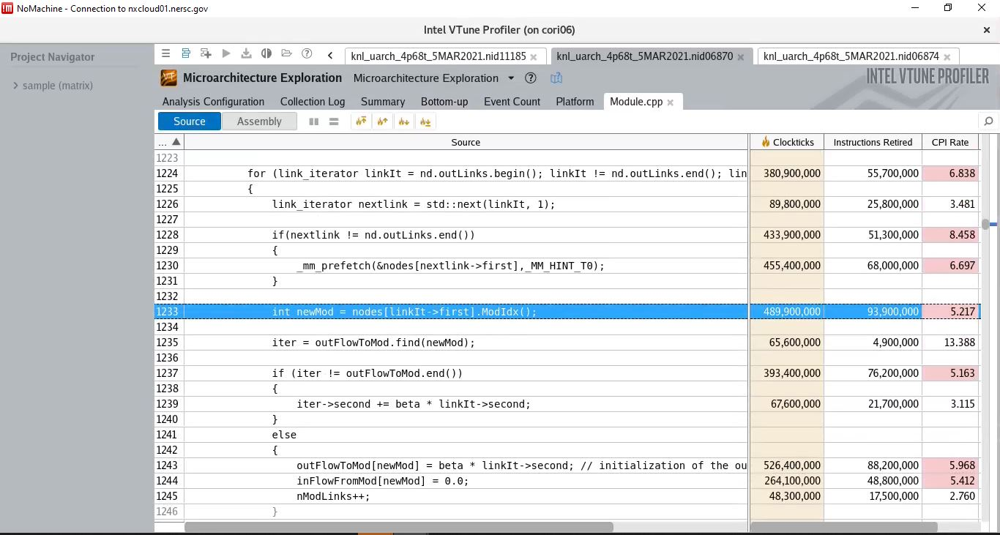 NoMachine - Connection to nxcloud01.nersc.gov
Intel VTune Profiler (on cori06)
Project Navigator
sample (matrix)
knl_uarch_4p68t_5MAR2021.nid11185 knl_uarch_4p68t_5MAR2021.nid06870 knl_uarch_4p68t_5MAR2021.nid06874
Microarchitecture Exploration Microarchitecture Exploration INTEL VTUNE PROFILER
Analysis Configuration Collection Log Summary Bottom-up Event Count Platform Module.cpp
Source Assembly
... Source Clockticks Instructions Retired CPI Rate
1223
1224 for (link_iterator linkIt = nd.outLinks.begin(); linkIt != nd.outLinks.end(); lin 380,900,000 55,700,000 6.838
1225 {
1226 link_iterator nextlink = std::next(linkIt, 1); 89,800,000 25,800,000 3.481
1227
1228 if(nextlink != nd.outLinks.end()) 433,900,000 51,300,000 8.458
1229 {
1230 _mm_prefetch(&nodes[nextlink->first],_MM_HINT_T0); 455,400,000 68,000,000 6.697
1231 }
1232
1233 int newMod = nodes[linkIt->first].ModIdx(); 489,900,000 93,900,000 5.217
1234
1235 iter = outFlowToMod.find(newMod); 65,600,000 4,900,000 13.388
1236
1237 if (iter != outFlowToMod.end()) 393,400,000 76,200,000 5.163
1238 {
1239 iter->second += beta * linkIt->second; 67,600,000 21,700,000 3.115
1240 }
1241 else
1242 {
1243 outFlowToMod[newMod] = beta * linkIt->second; // initialization of the ou 526,400,000 88,200,000 5.968
1244 inFlowFromMod[newMod] = 0.0; 264,100,000 48,800,000 5.412
1245 nModLinks++; 48,300,000 17,500,000 2.760
1246 }